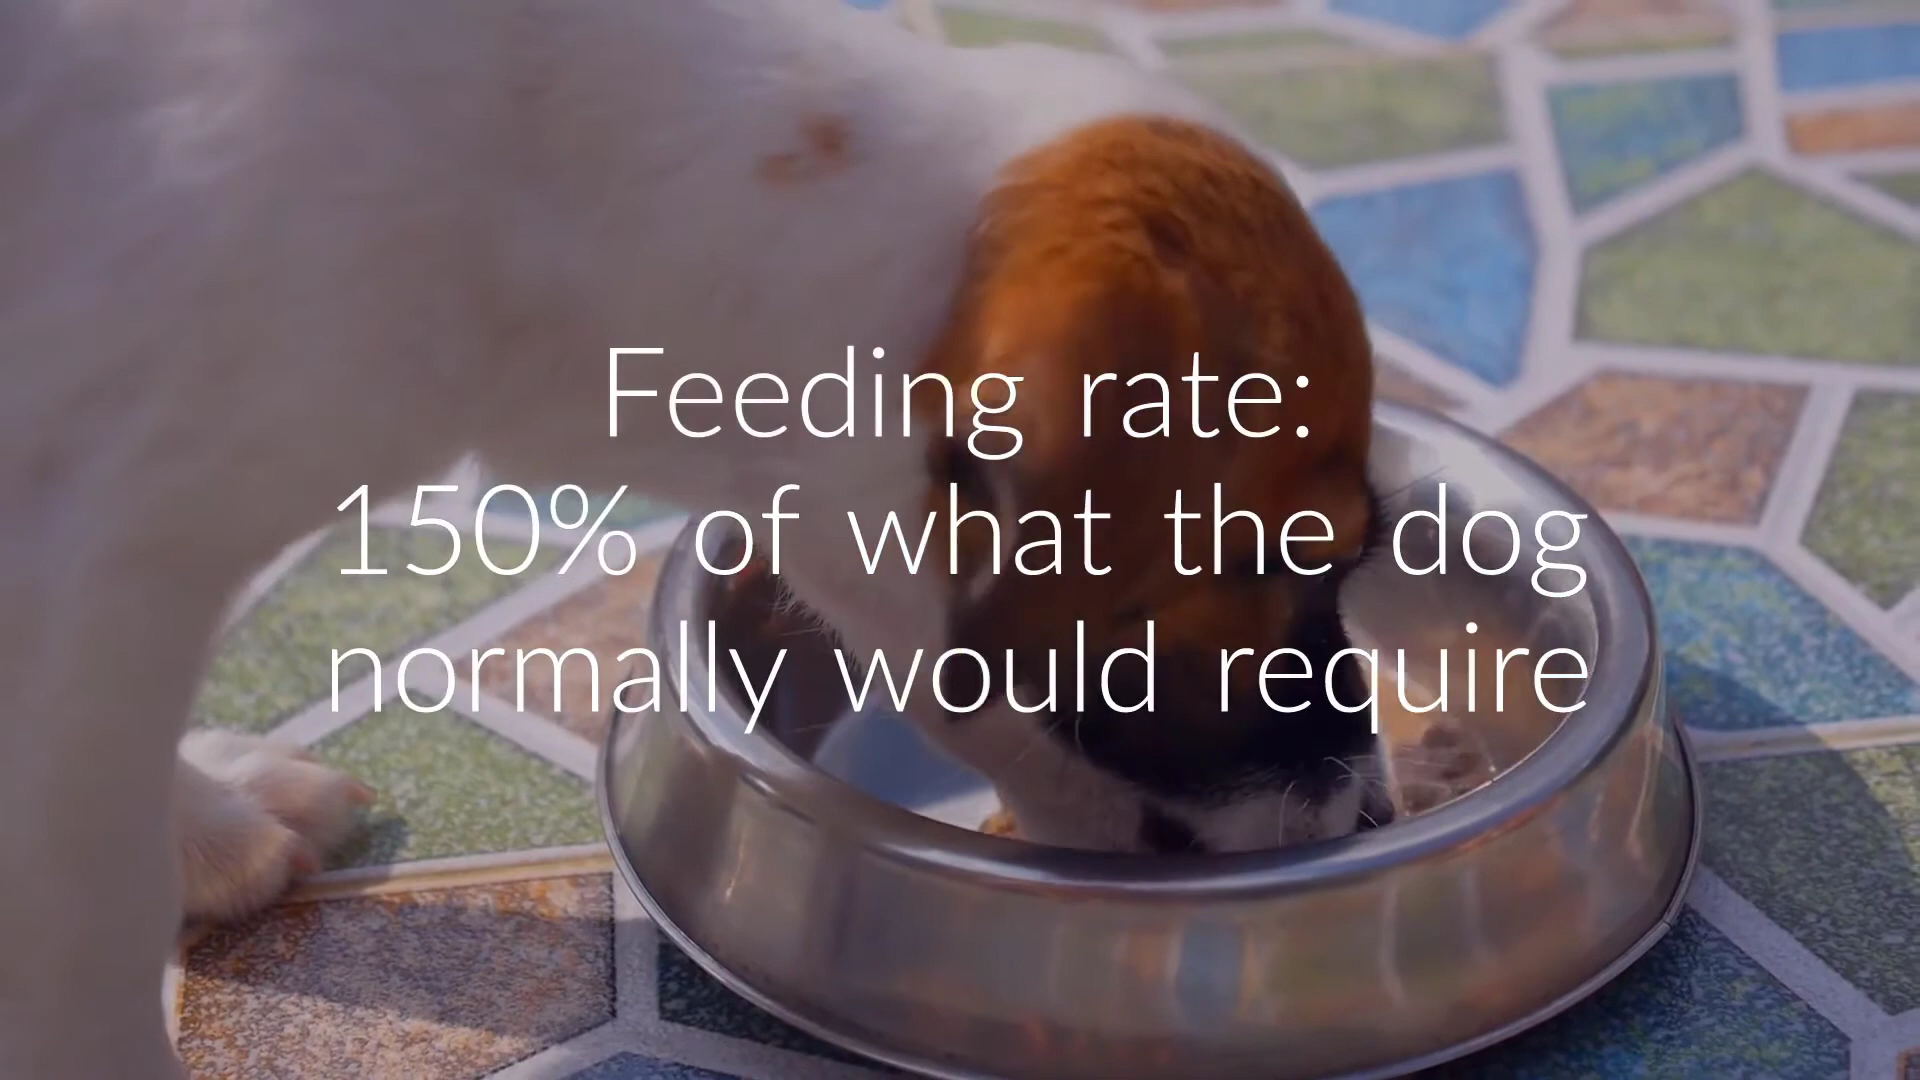 Feeding rate:
150% of what the dog
normally would require